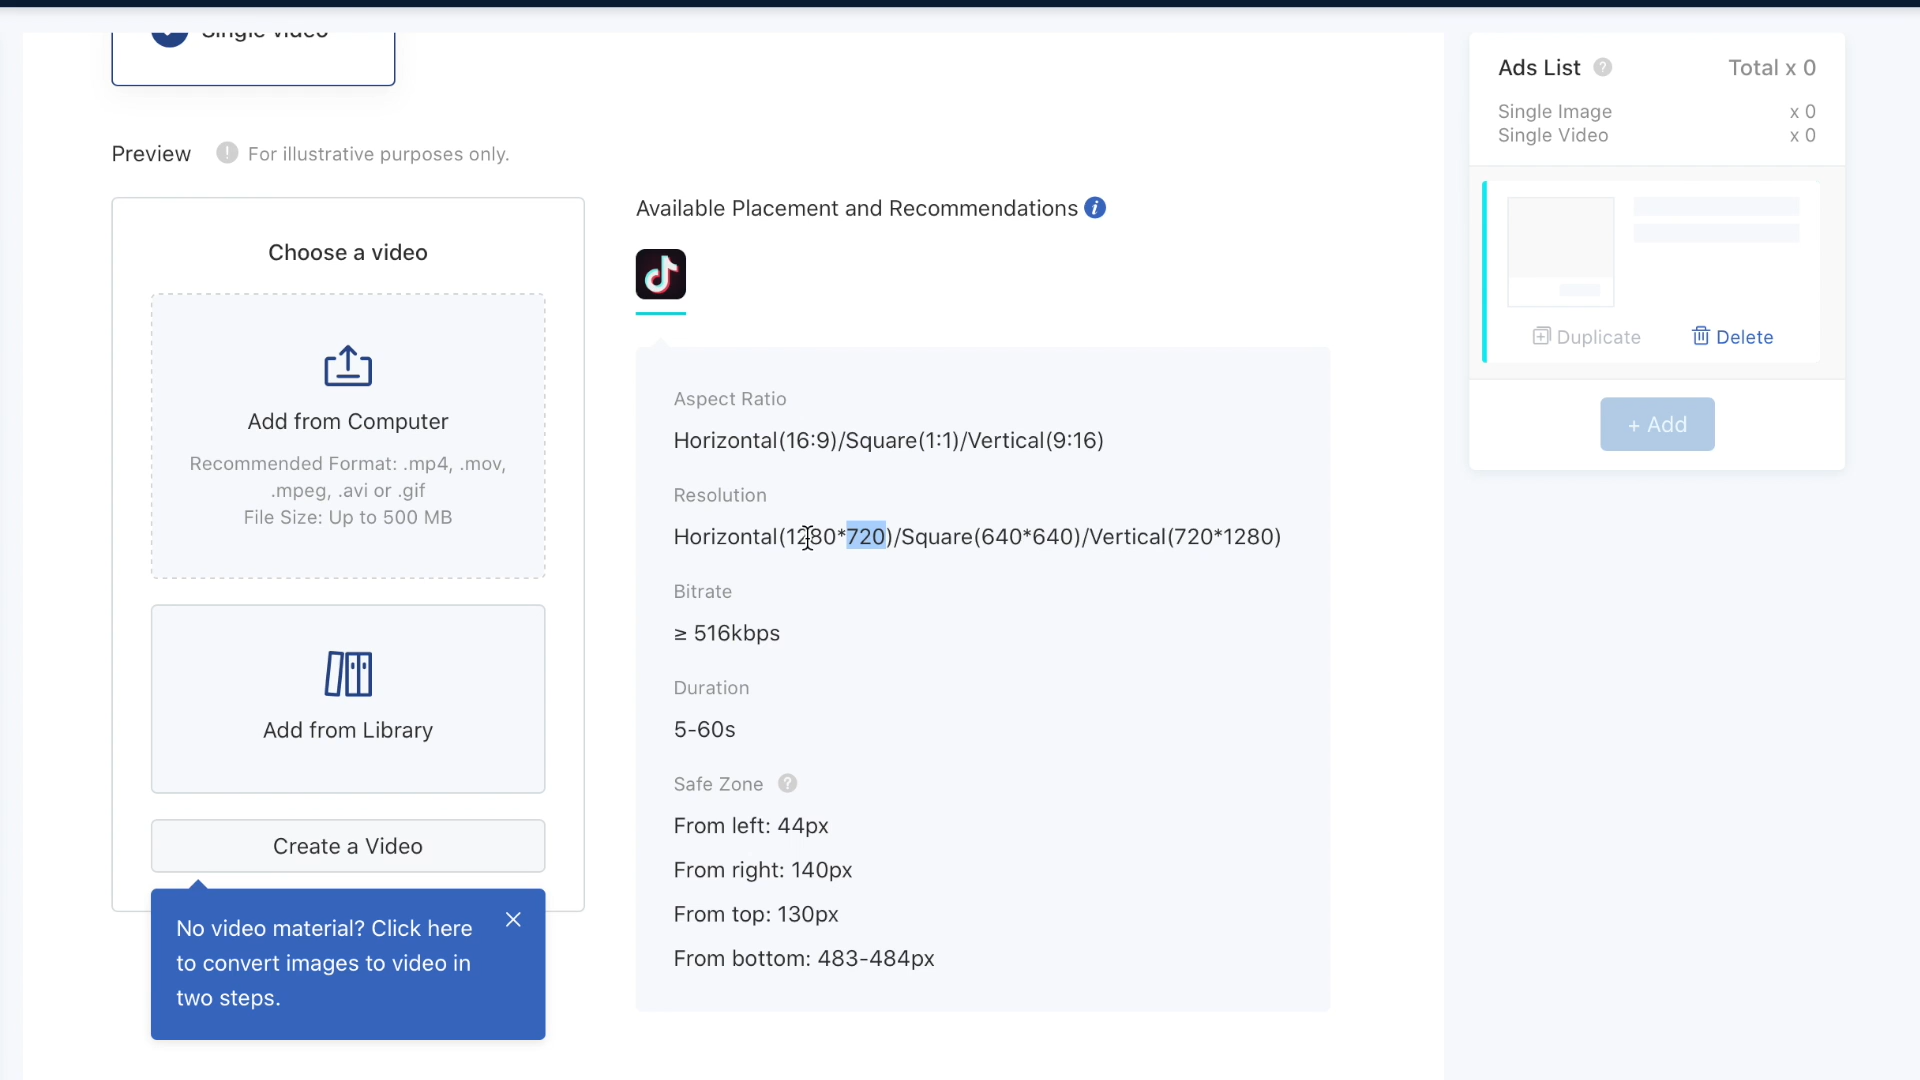 Single video
Preview
For illustrative purposes only.
Choose a video
Add from Computer
Recommended Format: .mp4, .mov,
.mpeg, .avi or .gif
File Size: Up to 500 MB
Add from Library
Create a Video
No video material? Click here
to convert images to video in
two steps.
Available Placement and Recommendations
Aspect Ratio
Horizontal(16:9)/Square(1:1)/Vertical(9:16)
Resolution
Horizontal(1280*720)/Square(640*640)/Vertical(720*1280)
Bitrate
≥ 516kbps
Duration
5-60s
Safe Zone
From left: 44px
From right: 140px
From top: 130px
From bottom: 483-484px
Ads List Total x 0
Single Image x 0
Single Video x 0
Duplicate Delete
+ Add